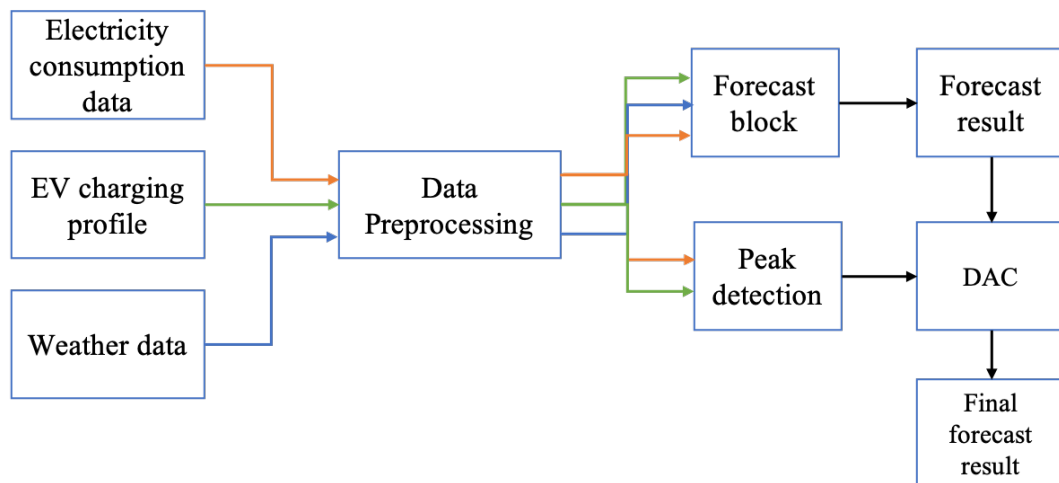 Electricity
consumption
data
EV charging
profile
Weather data
Data
Preprocessing
Forecast
block
Peak
detection
Forecast
result
DAC
Final
forecast
result